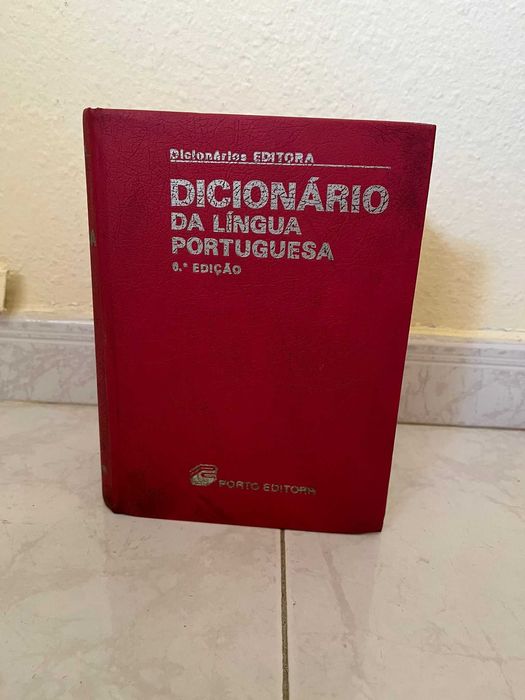 Dicionários EDITORA
DICIONÁRIO
DA LÍNGUA
PORTUGUESA
6.ª EDIÇÃO
PORTO EDITORA